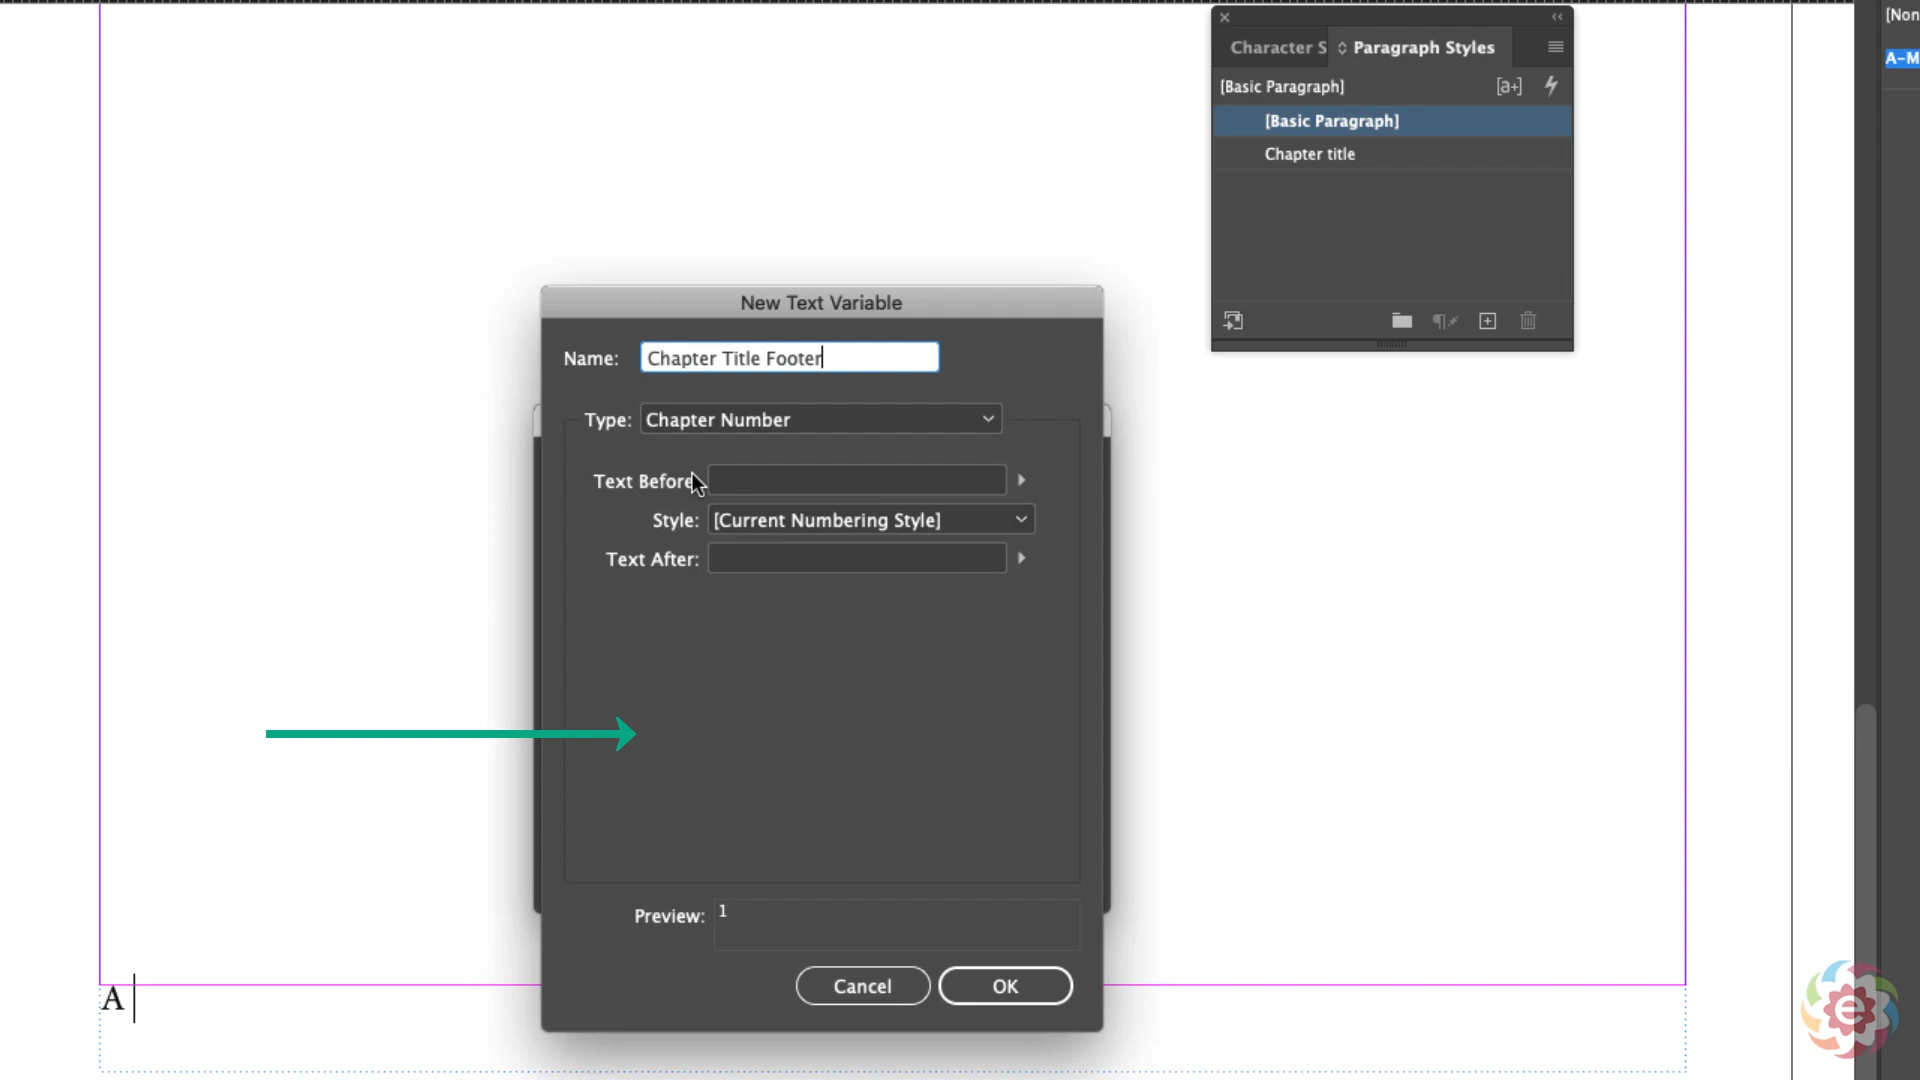 [Non
Character S
Paragraph Styles
A-M
[Basic Paragraph]
[a+]
[Basic Paragraph]
Chapter title
New Text Variable
Name: Chapter Title Footer
Type: Chapter Number
Text Before
Style: [Current Numbering Style]
Text After:
Preview: 1
Cancel OK
A
e